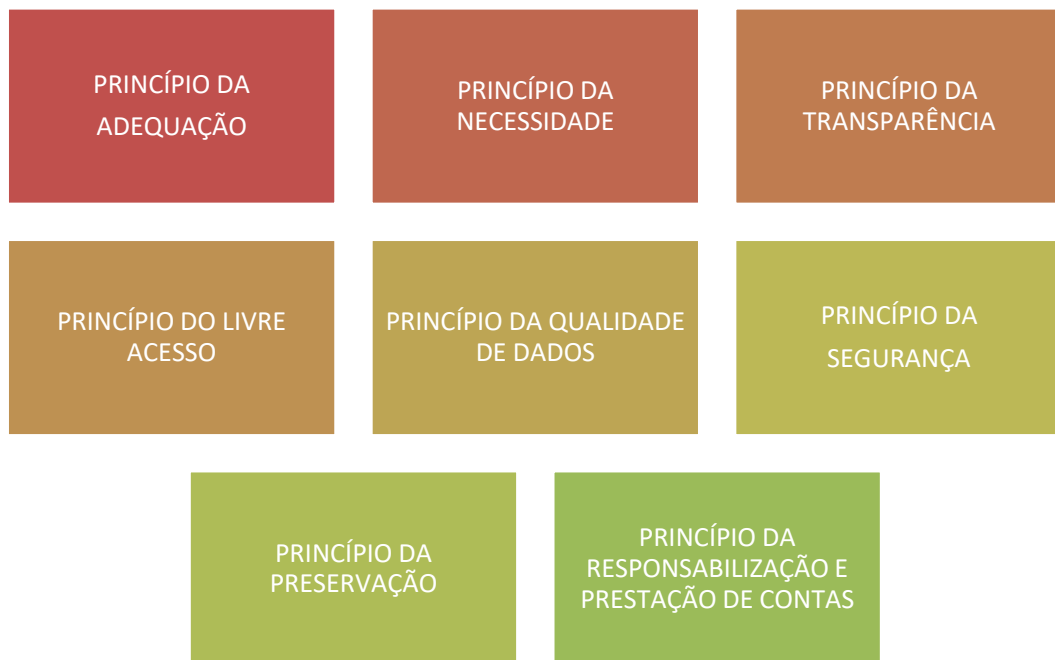 PRINCÍPIO DA
ADEQUAÇÃO
PRINCÍPIO DA
NECESSIDADE
PRINCÍPIO DA
TRANSPARÊNCIA
PRINCÍPIO DO LIVRE
ACESSO
PRINCÍPIO DA QUALIDADE
DE DADOS
PRINCÍPIO DA
SEGURANÇA
PRINCÍPIO DA
PRESERVAÇÃO
PRINCÍPIO DA
RESPONSABILIZAÇÃO E
PRESTAÇÃO DE CONTAS